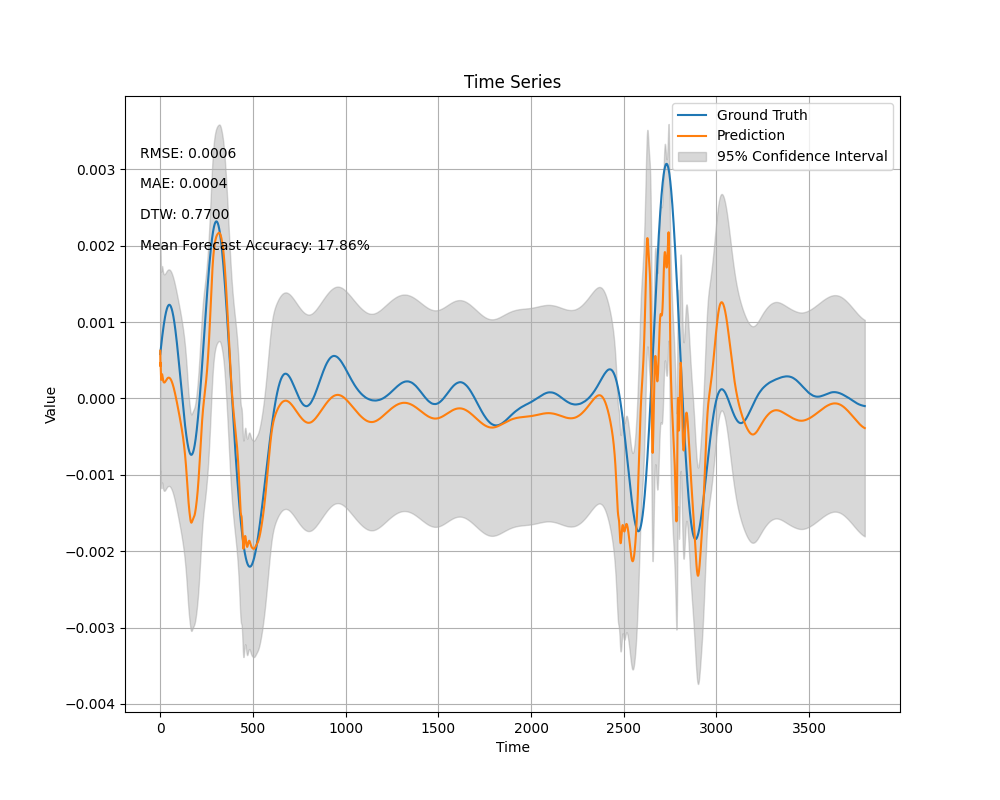 Time Series
Ground Truth
Prediction
95% Confidence Interval
RMSE: 0.0006
MAE: 0.0004
DTW: 0.7700
Mean Forecast Accuracy: 17.86%
Value
0.003
0.002
0.001
0.000
−0.001
−0.002
−0.003
−0.004
0 500 1000 1500 2000 2500 3000 3500
Time